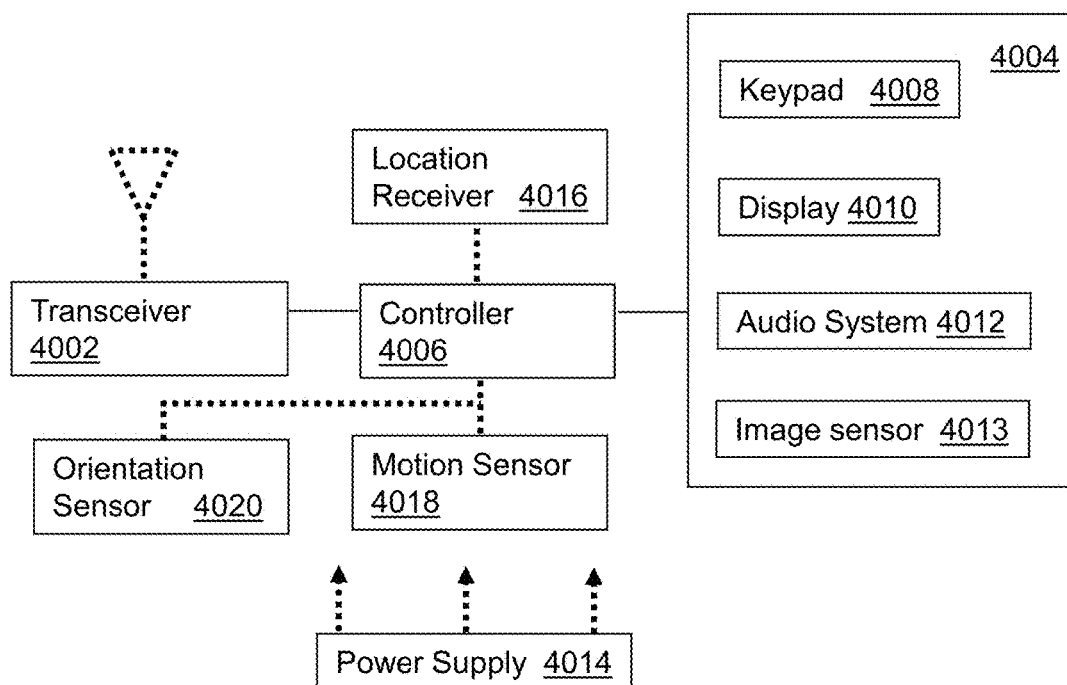 4004
Keypad 4008
Location
Receiver 4016
Display 4010
Transceiver
4002
Controller
4006
Audio System 4012
Image sensor 4013
Orientation
Sensor 4020
Motion Sensor
4018
Power Supply 4014